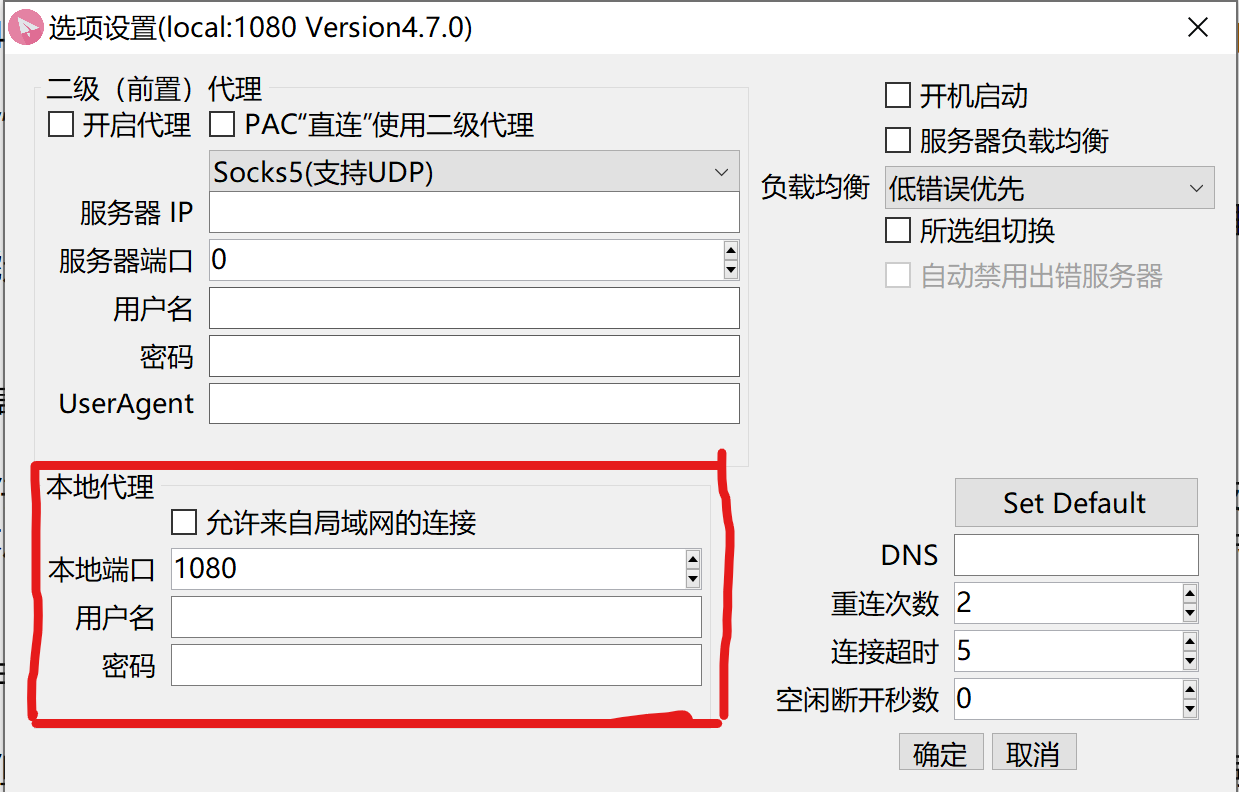 选项设置(local:1080 Version4.7.0)
二级（前置）代理
开启代理 PAC“直连”使用二级代理
Socks5(支持UDP)
服务器 IP
服务器端口 0
用户名
密码
UserAgent
开机启动
服务器负载均衡
负载均衡 低错误优先
所选组切换
自动禁用出错服务器
本地代理
允许来自局域网的连接
本地端口 1080
用户名
密码
Set Default
DNS
重连次数 2
连接超时 5
空闲断开秒数 0
确定 取消